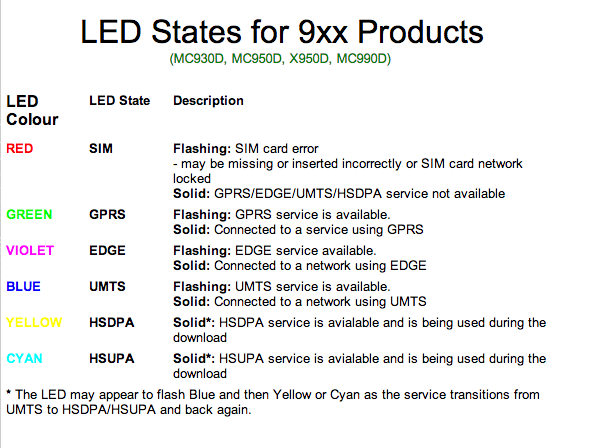 LED States for 9xx Products
(MC930D, MC950D, X950D, MC990D)
LED Colour LED State Description
RED SIM Flashing: SIM card error
- may be missing or inserted incorrectly or SIM card network
locked
Solid: GPRS/EDGE/UMTS/HSDPA service not available
GREEN GPRS Flashing: GPRS service is available.
Solid: Connected to a service using GPRS
VIOLET EDGE Flashing: EDGE service available.
Solid: Connected to a network using EDGE
BLUE UMTS Flashing: UMTS service is available.
Solid: Connected to a network using UMTS
YELLOW HSDPA Solid*: HSDPA service is avialable and is being used during the
download
CYAN HSUPA Solid*: HSUPA service is avialable and is being used during the
download
* The LED may appear to flash Blue and then Yellow or Cyan as the service transitions from
UMTS to HSDPA/HSUPA and back again.